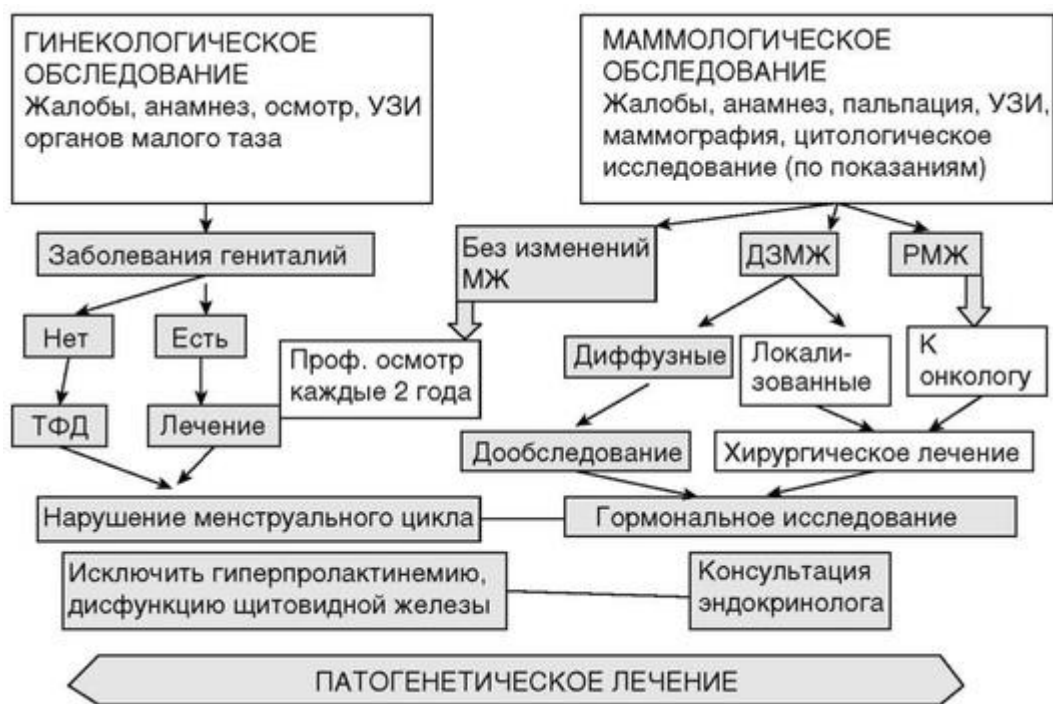 ГИНЕКОЛОГИЧЕСКОЕ
ОБСЛЕДОВАНИЕ
Жалобы, анамнез, осмотр, УЗИ
органов малого таза
МАММОЛОГИЧЕСКОЕ
ОБСЛЕДОВАНИЕ
Жалобы, анамнез, пальпация, УЗИ,
маммография, цитологическое
исследование (по показаниям)
Заболевания гениталий
Без изменений
МЖ
ДЗМЖ
РМЖ
Нет
Есть
Проф. осмотр
каждые 2 года
Диффузные
Локали-
зованные
К
онкологу
ТФД
Лечение
Дообследование
Хирургическое лечение
Нарушение менструального цикла
Гормональное исследование
Исключить гиперпролактинемию,
дисфункцию щитовидной железы
Консультация
эндокринолога
ПАТОГЕНЕТИЧЕСКОЕ ЛЕЧЕНИЕ